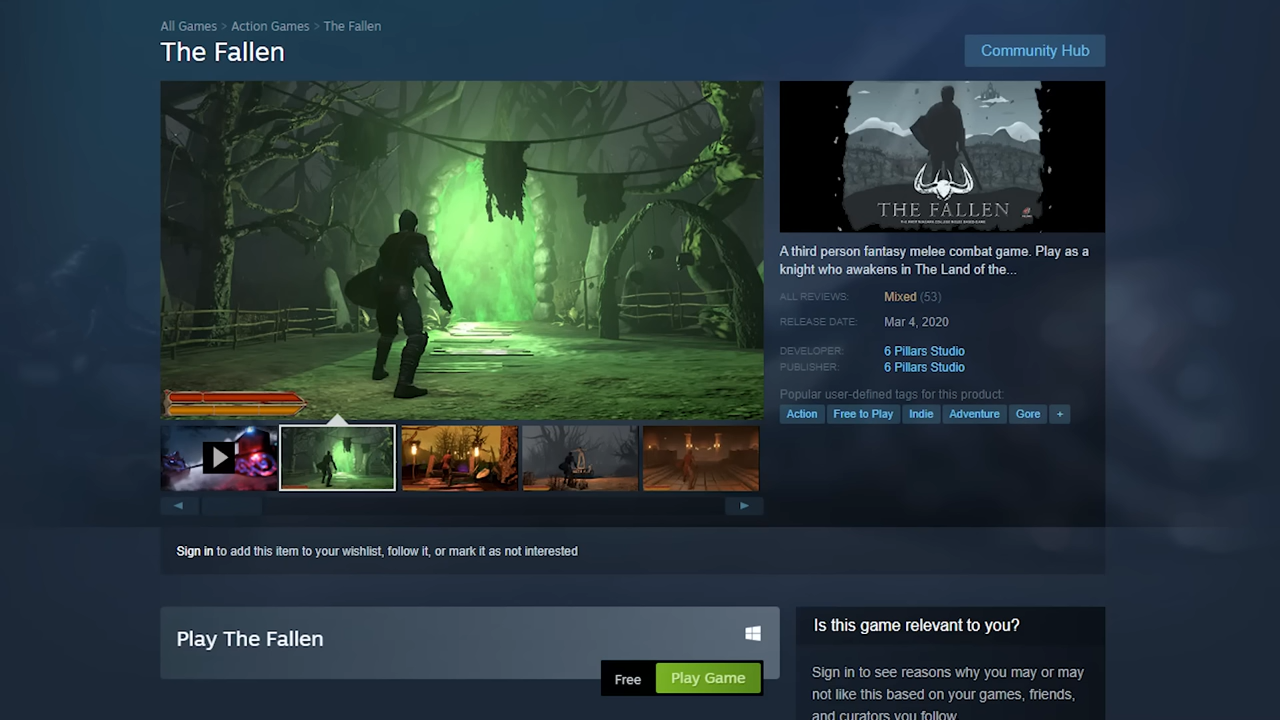 All Games > Action Games > The Fallen
The Fallen
Community Hub
THE FALLEN
A third person fantasy melee combat game. Play as a
knight who awakens in The Land of the...
ALL REVIEWS: Mixed (53)
RELEASE DATE: Mar 4, 2020
DEVELOPER: 6 Pillars Studio
PUBLISHER: 6 Pillars Studio
Popular user-defined tags for this product:
Action Free to Play Indie Adventure Gore +
Sign in to add this item to your wishlist, follow it, or mark it as not interested
Play The Fallen
Free Play Game
Is this game relevant to you?
Sign in to see reasons why you may or may
not like this based on your games, friends,
and curators you follow.